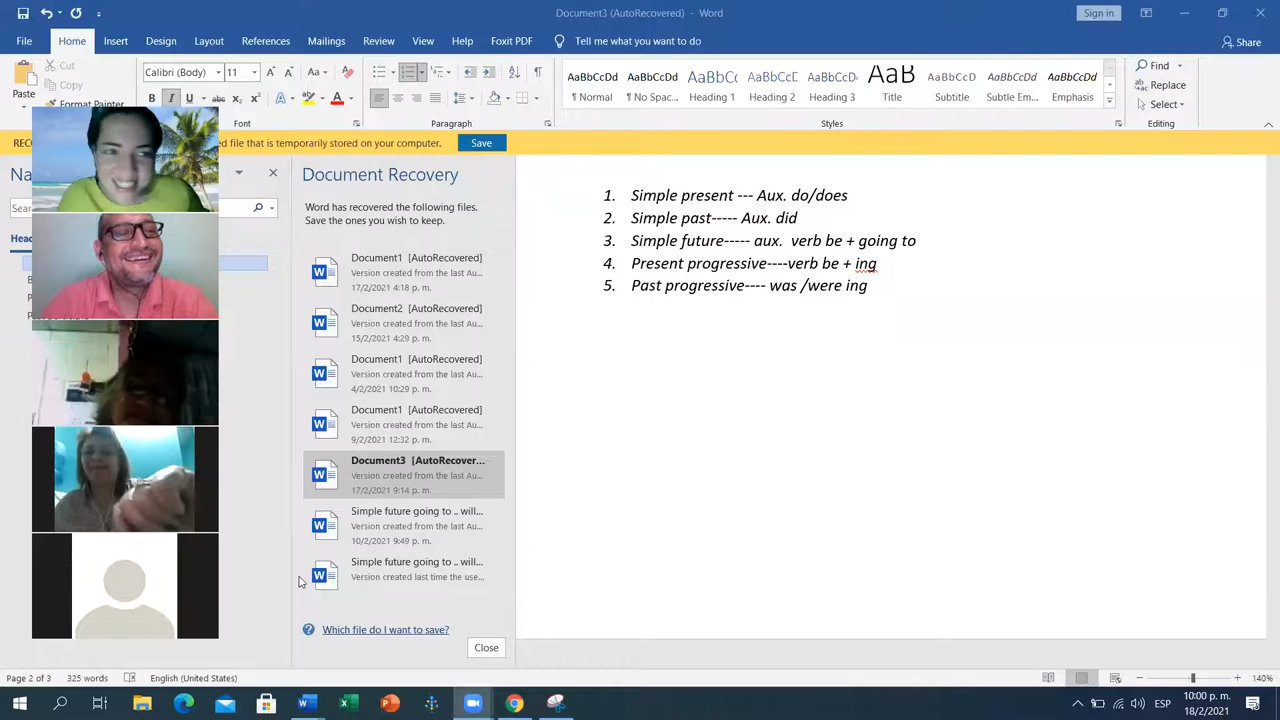 Document3 (AutoRecovered) - Word
Sign in
File Home Insert Design Layout References Mailings Review View Help Foxit PDF Tell me what you want to do Share
Cut
Copy
Format Painter
Paste
Calibri (Body) 11
Font
Paragraph
AaBbCcDd AaBbCcDd AaBbCc AaBbCcD AaBbCcD AaB AaBbCcD AaBbCcDd AaBbCcDd
¶ Normal ¶ No Spac... Heading 1 Heading 2 Heading 3 Title Subtitle Subtle Em... Emphasis
Styles
Find
Replace
Select
Editing
file that is temporarily stored on your computer. Save
Document Recovery
Word has recovered the following files.
Save the ones you wish to keep.
Document1 [AutoRecovered]
Version created from the last Au...
17/2/2021 4:18 p. m.
Document2 [AutoRecovered]
Version created from the last Au...
15/2/2021 4:29 p. m.
Document1 [AutoRecovered]
Version created from the last Au...
4/2/2021 10:29 p. m.
Document1 [AutoRecovered]
Version created from the last Au...
9/2/2021 12:32 p. m.
Document3 [AutoRecover...
Version created from the last Au...
17/2/2021 9:14 p. m.
Simple future going to .. will...
Version created from the last Au...
10/2/2021 9:49 p. m.
Simple future going to .. will...
Version created last time the use...
Which file do I want to save?
Close
1. Simple present --- Aux. do/does
2. Simple past----- Aux. did
3. Simple future----- aux. verb be + going to
4. Present progressive----verb be + ing
5. Past progressive---- was /were ing
Page 2 of 3 325 words English (United States) 140%
ESP
10:00 p. m.
18/2/2021